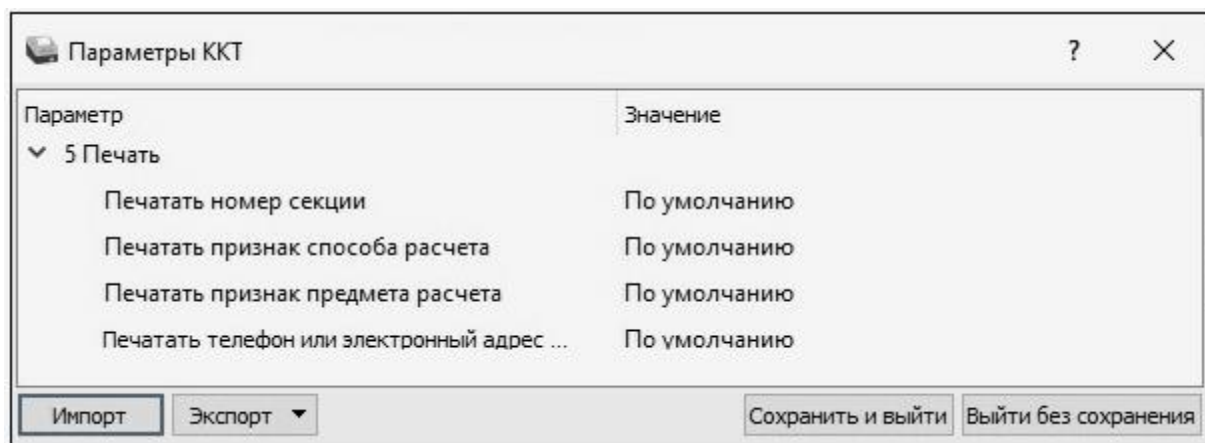 Параметры ККТ ?
Параметр Значение
5 Печать
Печатать номер секции По умолчанию
Печатать признак способа расчета По умолчанию
Печатать признак предмета расчета По умолчанию
Печатать телефон или электронный адрес ... По умолчанию
Импорт Экспорт Сохранить и выйти Выйти без сохранения